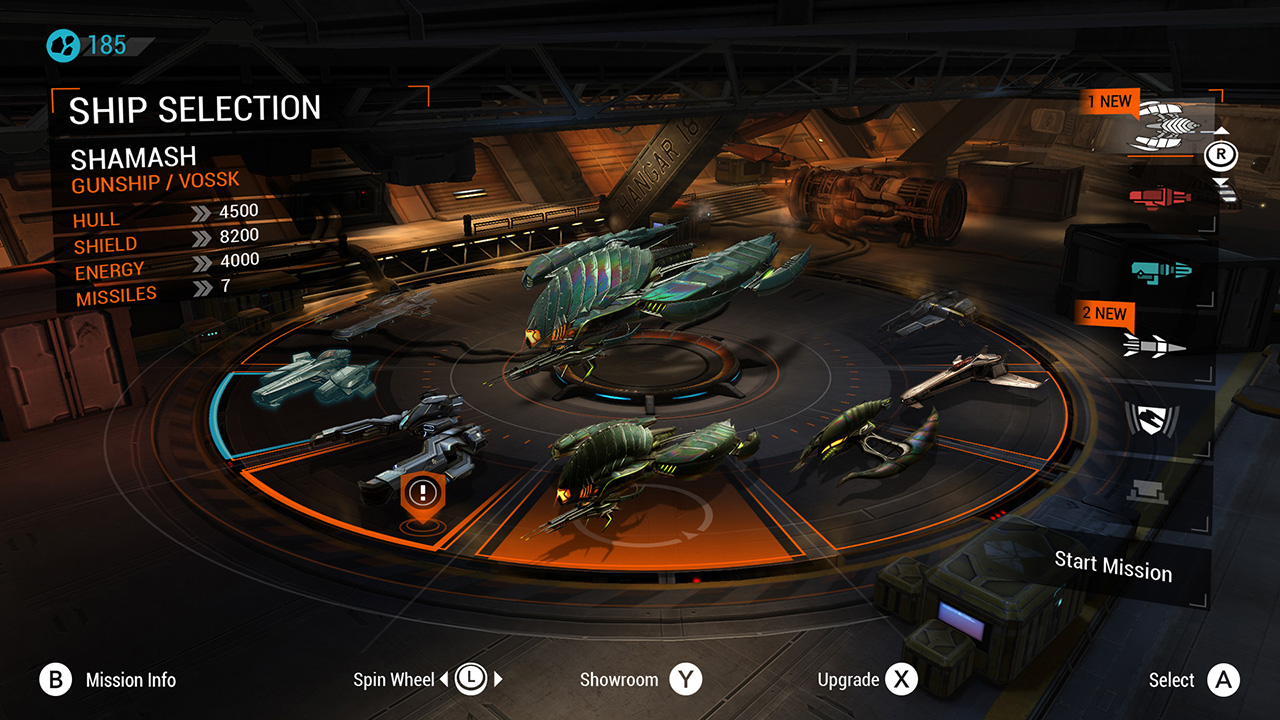 185
SHIP SELECTION
SHAMASH
GUNSHIP / VOSSK
HULL 4500
SHIELD 8200
ENERGY 4000
MISSILES 7
HANGAR 18
1 NEW
R
2 NEW
!
Start Mission
B Mission Info
Spin Wheel L
Showroom Y
Upgrade X
Select A